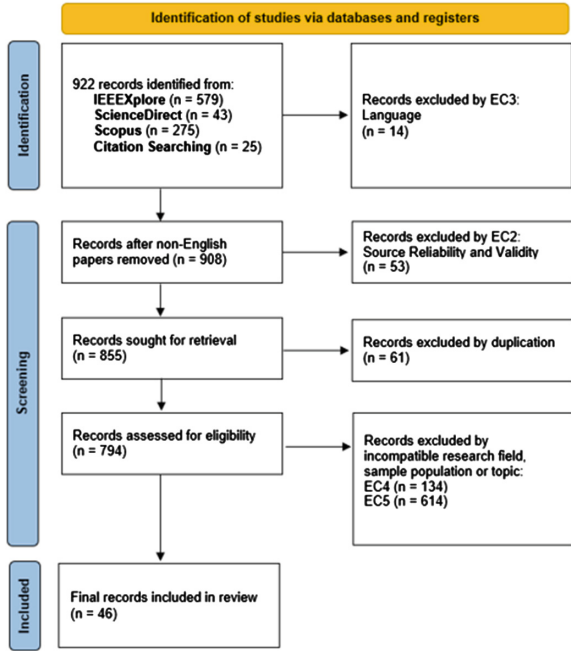 Identification of studies via databases and registers
Identification
922 records identified from:
IEEEXplore (n = 579)
ScienceDirect (n = 43)
Scopus (n = 275)
Citation Searching (n = 25)
Records excluded by EC3:
Language
(n = 14)
Screening
Records after non-English
papers removed (n = 908)
Records excluded by EC2:
Source Reliability and Validity
(n = 53)
Records sought for retrieval
(n = 855)
Records excluded by duplication
(n = 61)
Records assessed for eligibility
(n = 794)
Records excluded by
incompatible research field,
sample population or topic:
EC4 (n = 134)
EC5 (n = 614)
Included
Final records included in review
(n = 46)